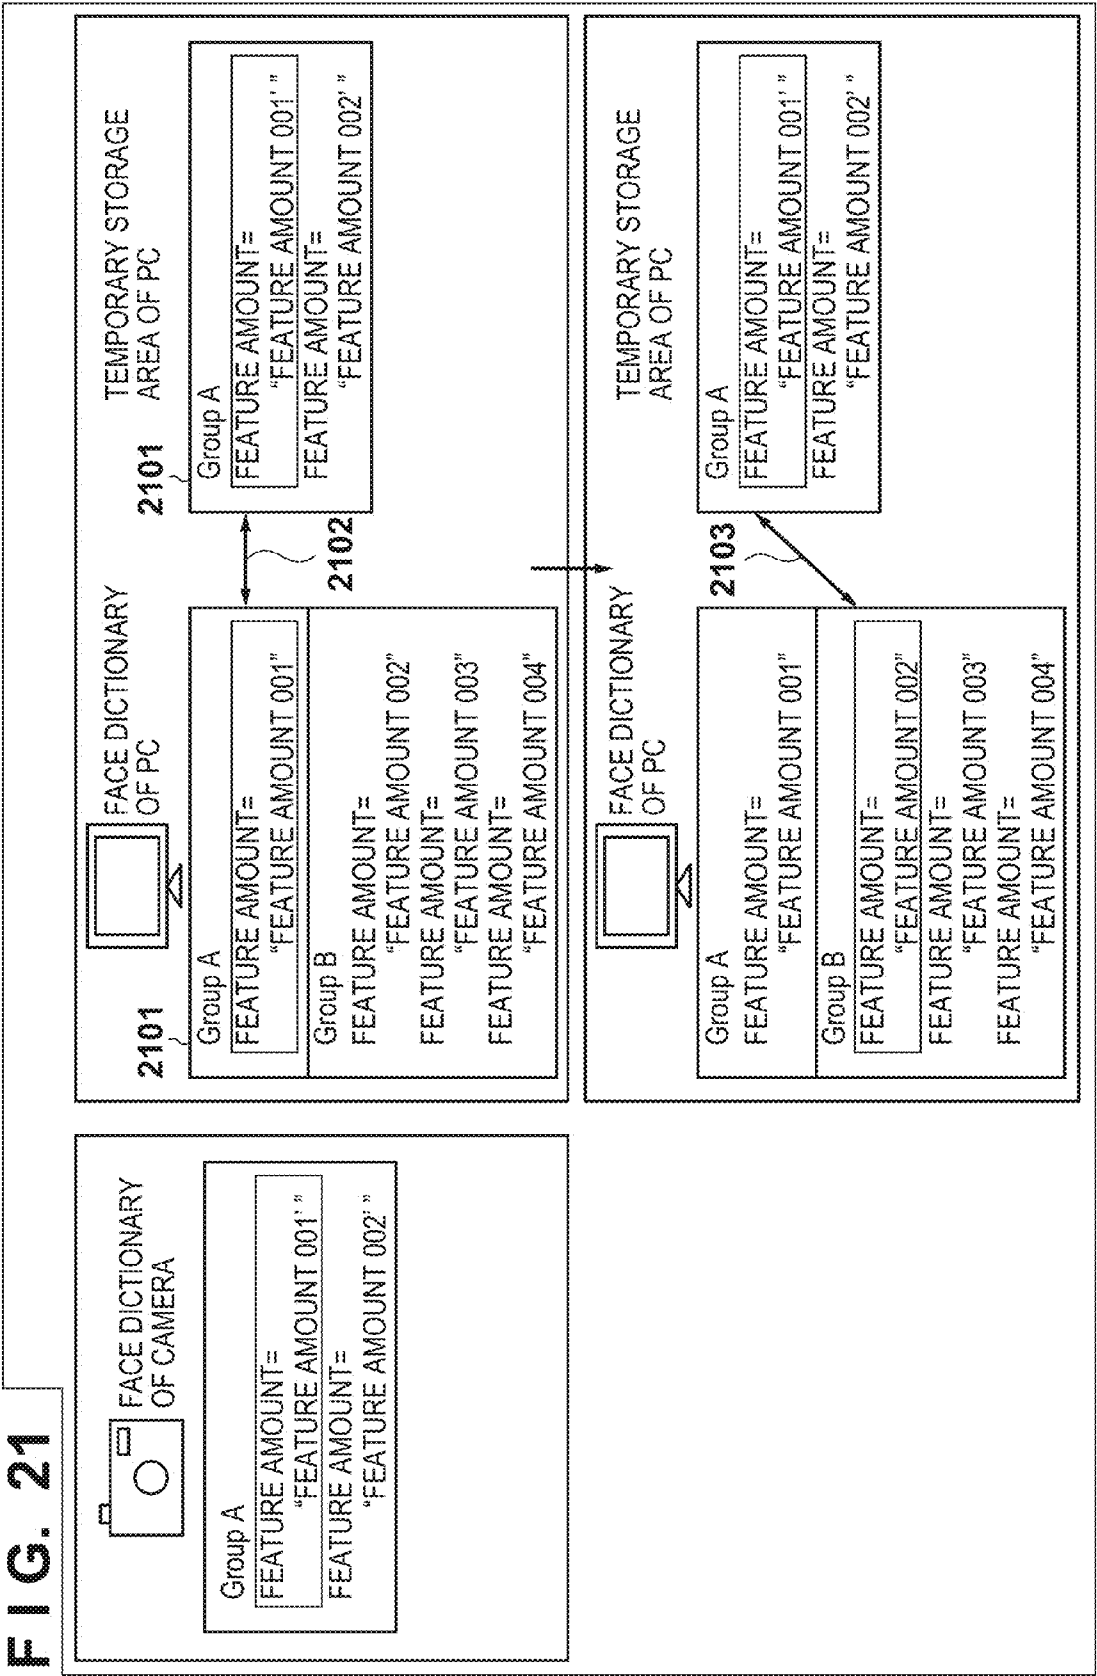 FIG. 21
FACE DICTIONARY
OF CAMERA
Group A
FEATURE AMOUNT=
“FEATURE AMOUNT 001’ ”
FEATURE AMOUNT=
“FEATURE AMOUNT 002’ ”
FACE DICTIONARY
OF PC
2101
Group A
FEATURE AMOUNT=
“FEATURE AMOUNT 001”
Group B
FEATURE AMOUNT=
“FEATURE AMOUNT 002”
FEATURE AMOUNT=
“FEATURE AMOUNT 003”
FEATURE AMOUNT=
“FEATURE AMOUNT 004”
2102
TEMPORARY STORAGE
AREA OF PC
2101
Group A
FEATURE AMOUNT=
“FEATURE AMOUNT 001’ ”
FEATURE AMOUNT=
“FEATURE AMOUNT 002’ ”
FACE DICTIONARY
OF PC
Group A
FEATURE AMOUNT=
“FEATURE AMOUNT 001”
Group B
FEATURE AMOUNT=
“FEATURE AMOUNT 002”
FEATURE AMOUNT=
“FEATURE AMOUNT 003”
FEATURE AMOUNT=
“FEATURE AMOUNT 004”
2103
TEMPORARY STORAGE
AREA OF PC
Group A
FEATURE AMOUNT=
“FEATURE AMOUNT 001’ ”
FEATURE AMOUNT=
“FEATURE AMOUNT 002’ ”